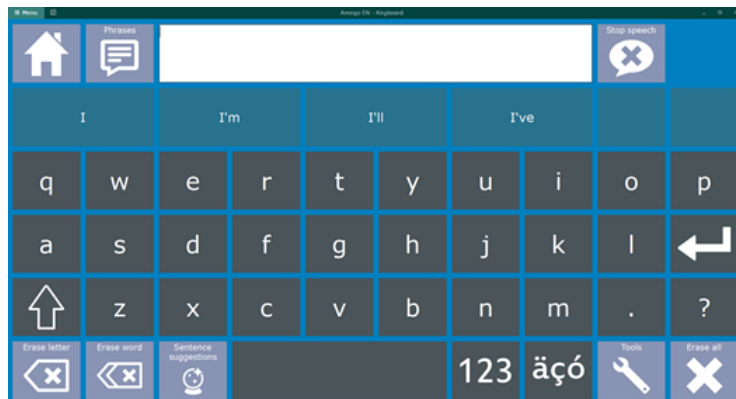 Menu
Amego EN - Keyboard
Phrases
Stop speech
I I'm I'll I've
q w e r t y u i o p
a s d f g h j k l
z x c v b n m . ?
Erase letter Erase word Sentence suggestions 123 äçó Tools Erase all